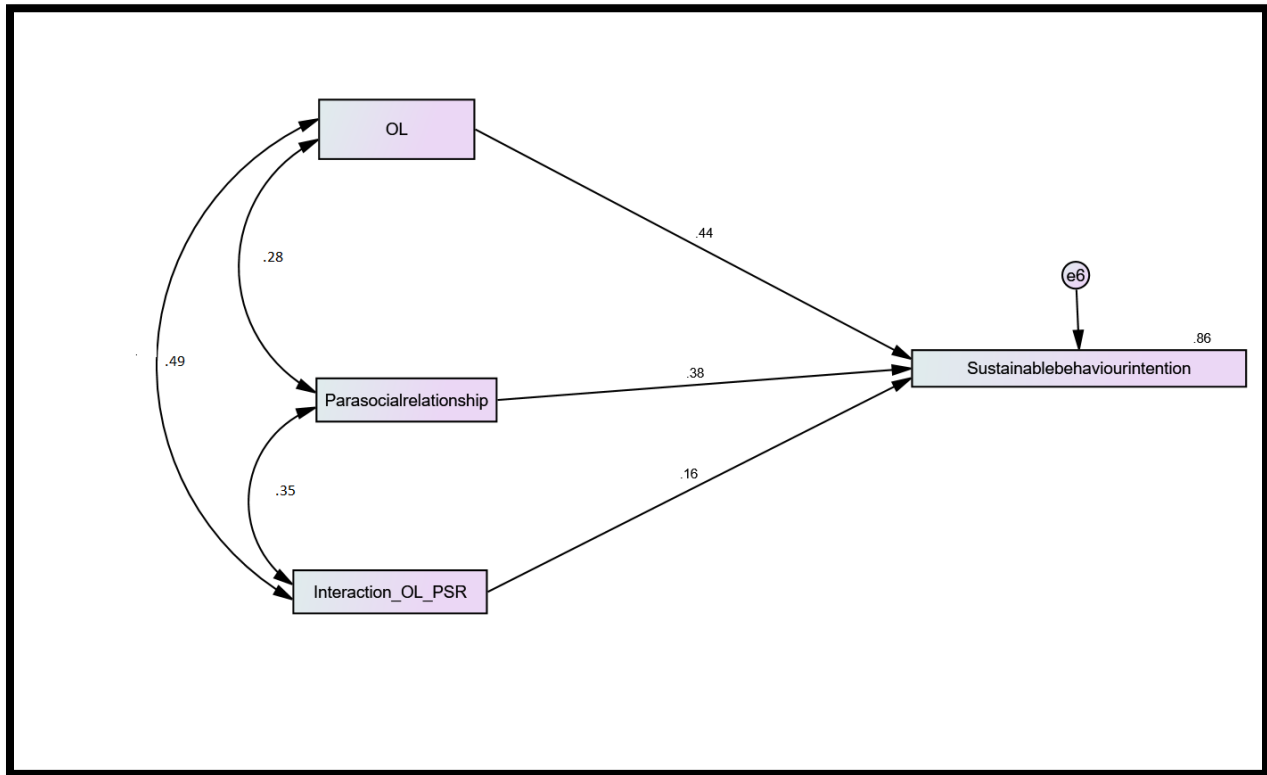 OL
.44
.28
e6
.86
.49
Sustainablebehaviourintention
.38
Parasocialrelationship
.35
.16
Interaction_OL_PSR